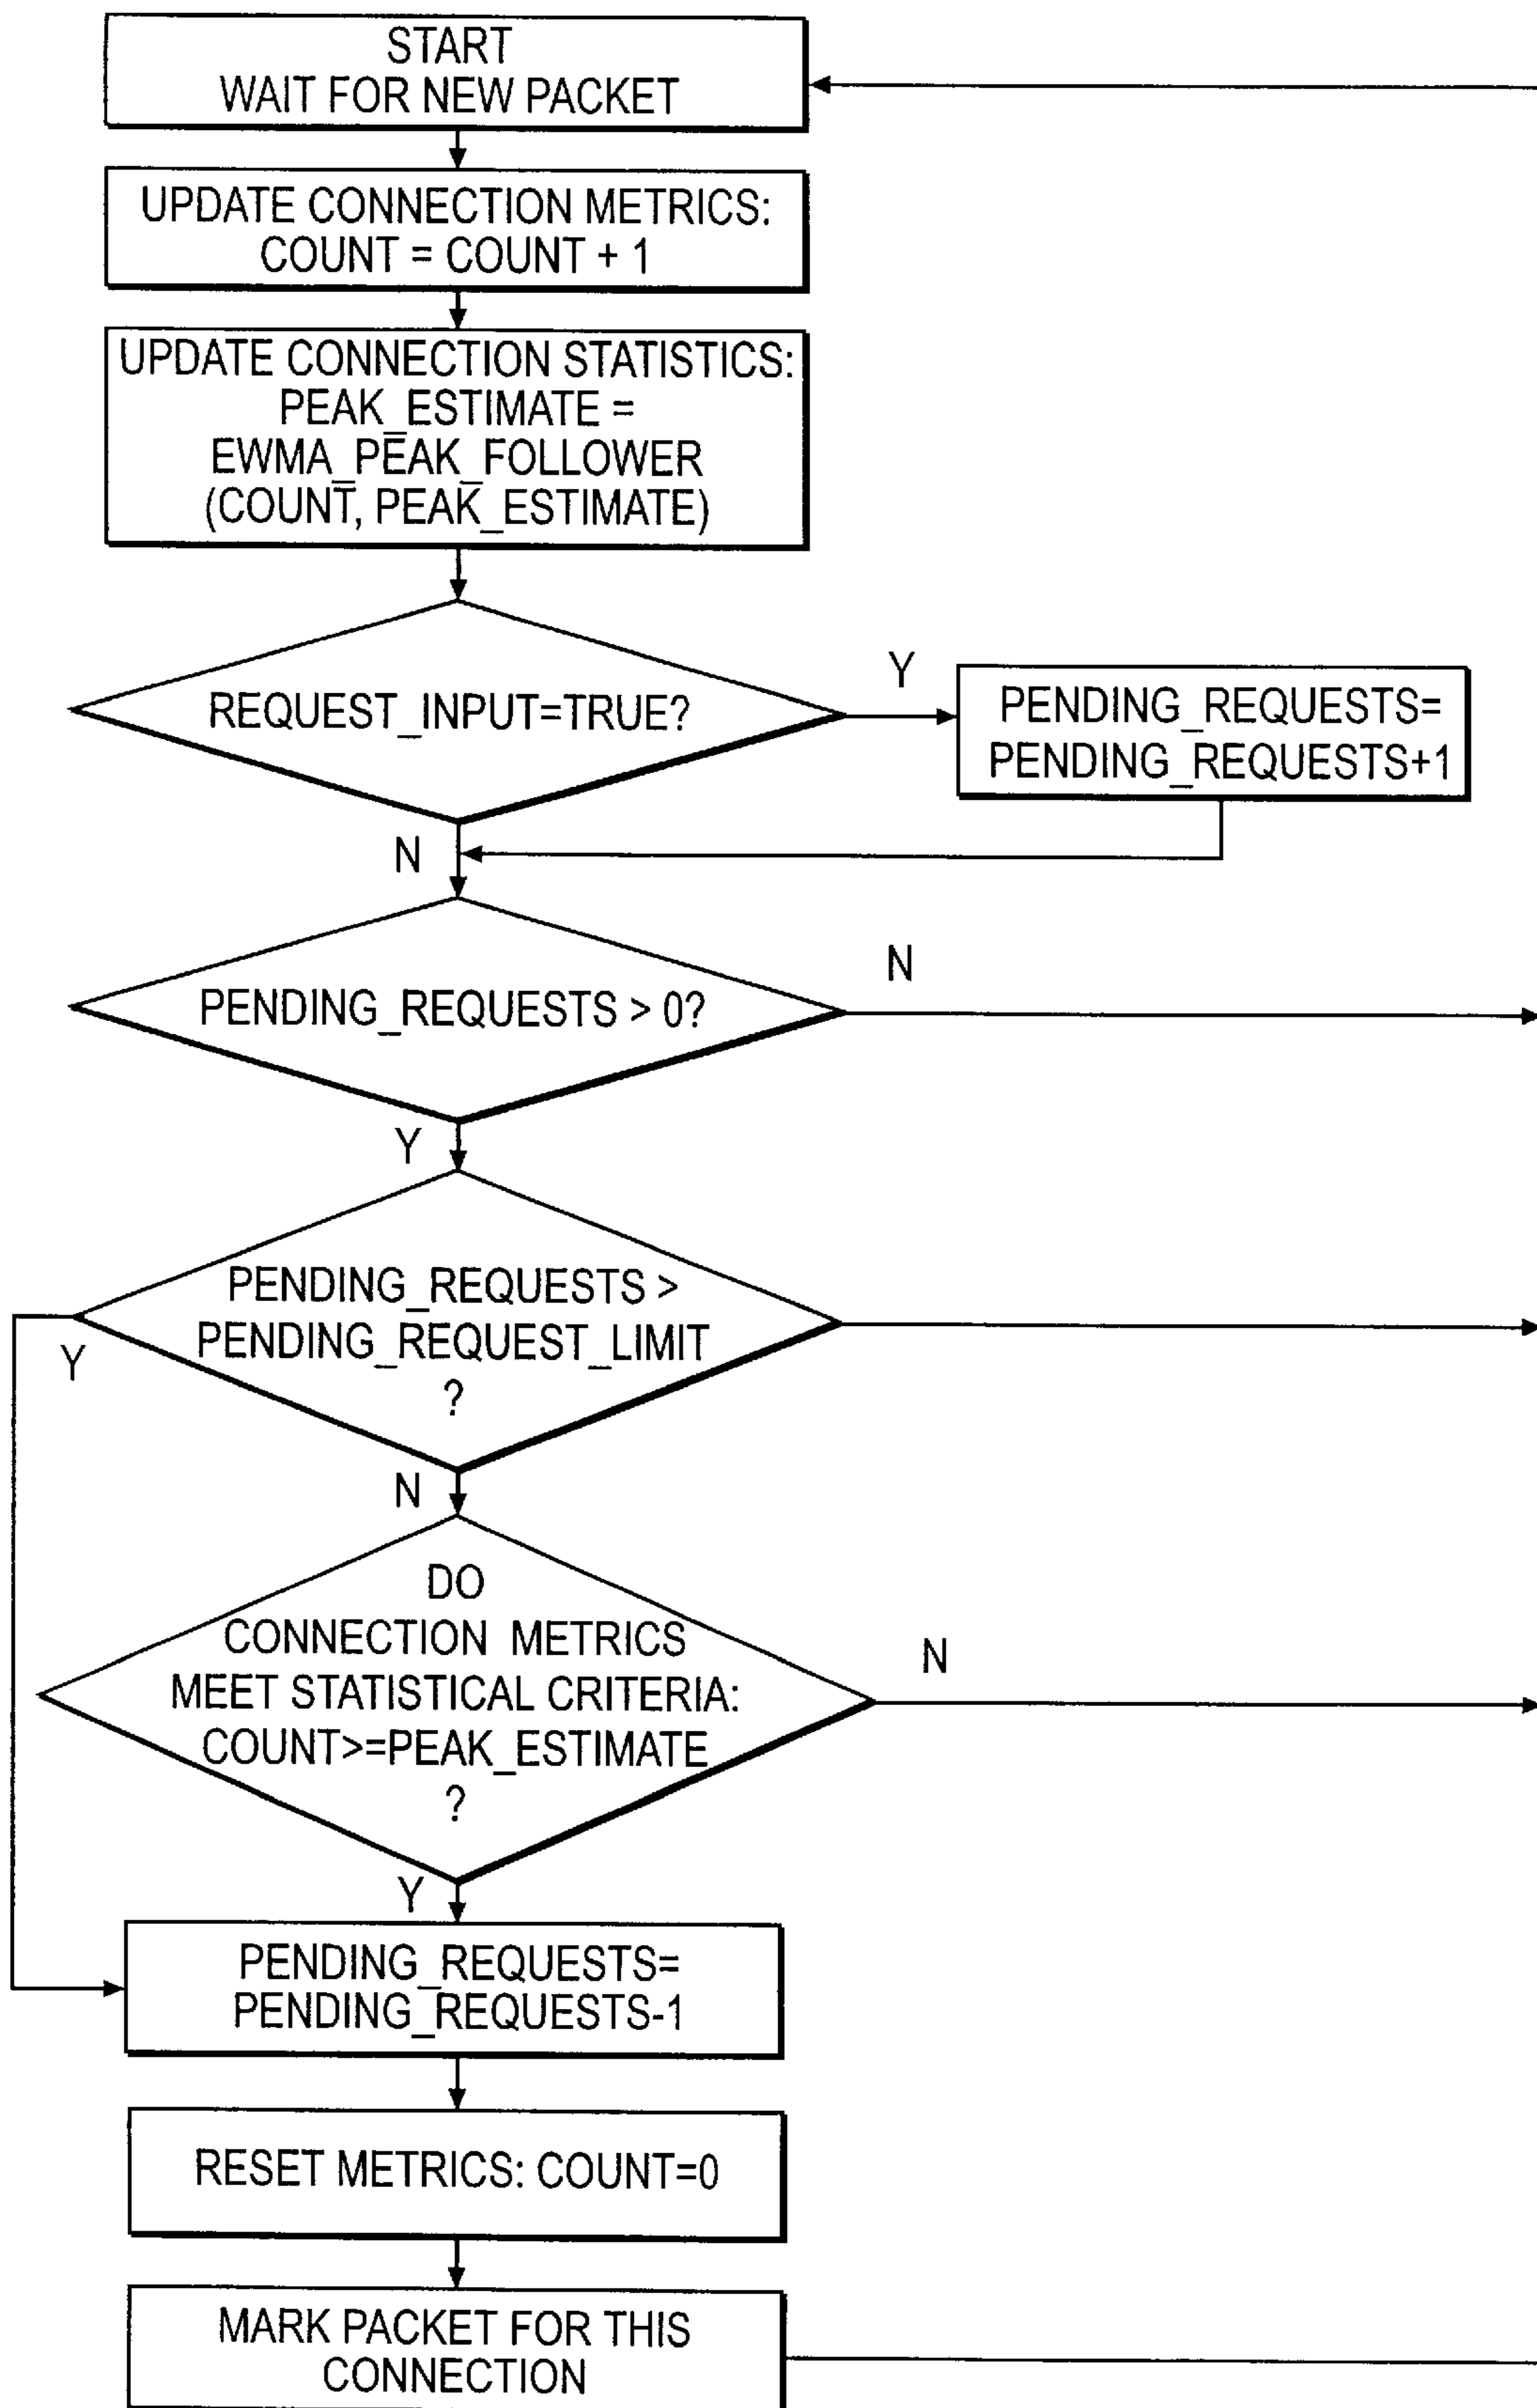 START
WAIT FOR NEW PACKET
UPDATE CONNECTION METRICS:
COUNT = COUNT + 1
UPDATE CONNECTION STATISTICS:
PEAK_ESTIMATE =
EWMA_PEAK_FOLLOWER
(COUNT, PEAK_ESTIMATE)
REQUEST_INPUT=TRUE?
Y
PENDING_REQUESTS=
PENDING_REQUESTS+1
N
PENDING_REQUESTS > 0?
N
Y
PENDING_REQUESTS >
PENDING_REQUEST_LIMIT
?
Y
N
DO
CONNECTION METRICS
MEET STATISTICAL CRITERIA:
COUNT>=PEAK_ESTIMATE
?
N
Y
PENDING_REQUESTS=
PENDING_REQUESTS-1
RESET METRICS: COUNT=0
MARK PACKET FOR THIS
CONNECTION